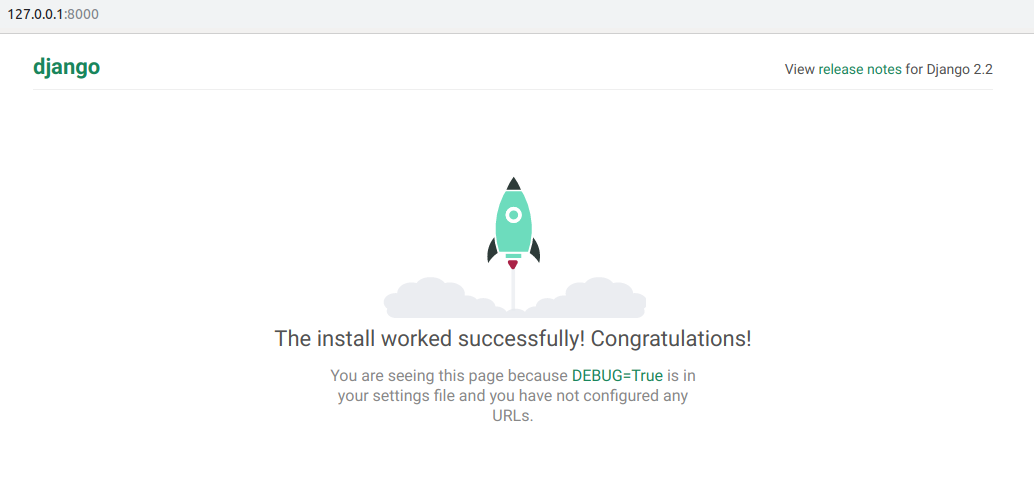 127.0.0.1:8000
django
View release notes for Django 2.2
The install worked successfully! Congratulations!
You are seeing this page because DEBUG=True is in
your settings file and you have not configured any
URLs.